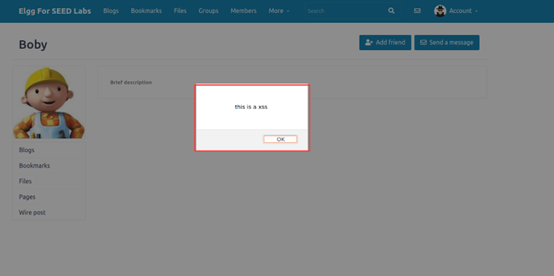 Elgg For SEED Labs Blogs Bookmarks Files Groups Members More Search Account
Boby
Add friend Send a message
Brief description
this is a xss
OK
Blogs
Bookmarks
Files
Pages
Wire post